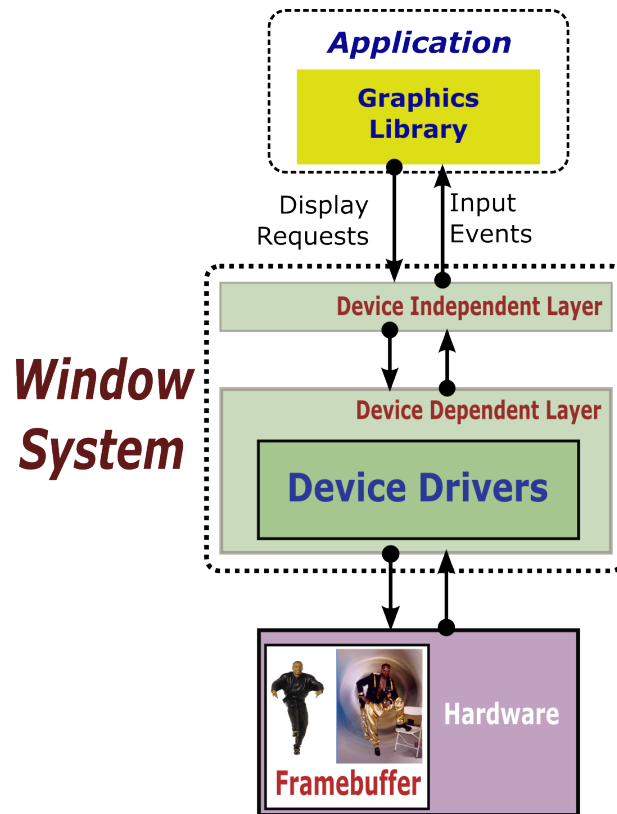 Application
Graphics
Library
Display
Requests
Input
Events
Device Independent Layer
Window
System
Device Dependent Layer
Device Drivers
Hardware
Framebuffer